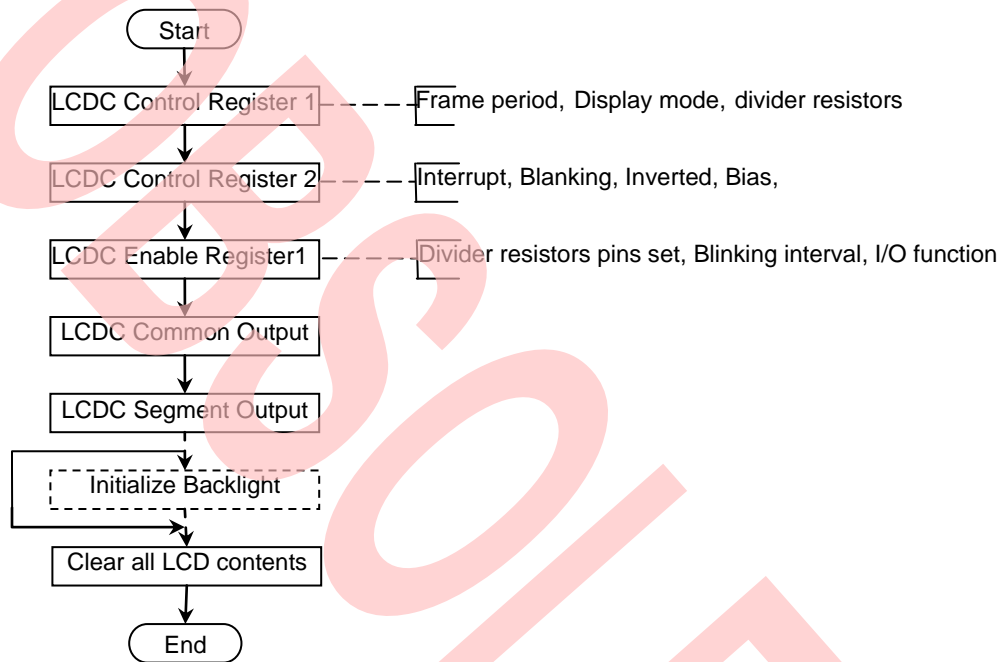 Start
LCDC Control Register 1
Frame period, Display mode, divider resistors
LCDC Control Register 2
Interrupt, Blanking, Inverted, Bias,
LCDC Enable Register1
Divider resistors pins set, Blinking interval, I/O function
LCDC Common Output
LCDC Segment Output
Initialize Backlight
Clear all LCD contents
End